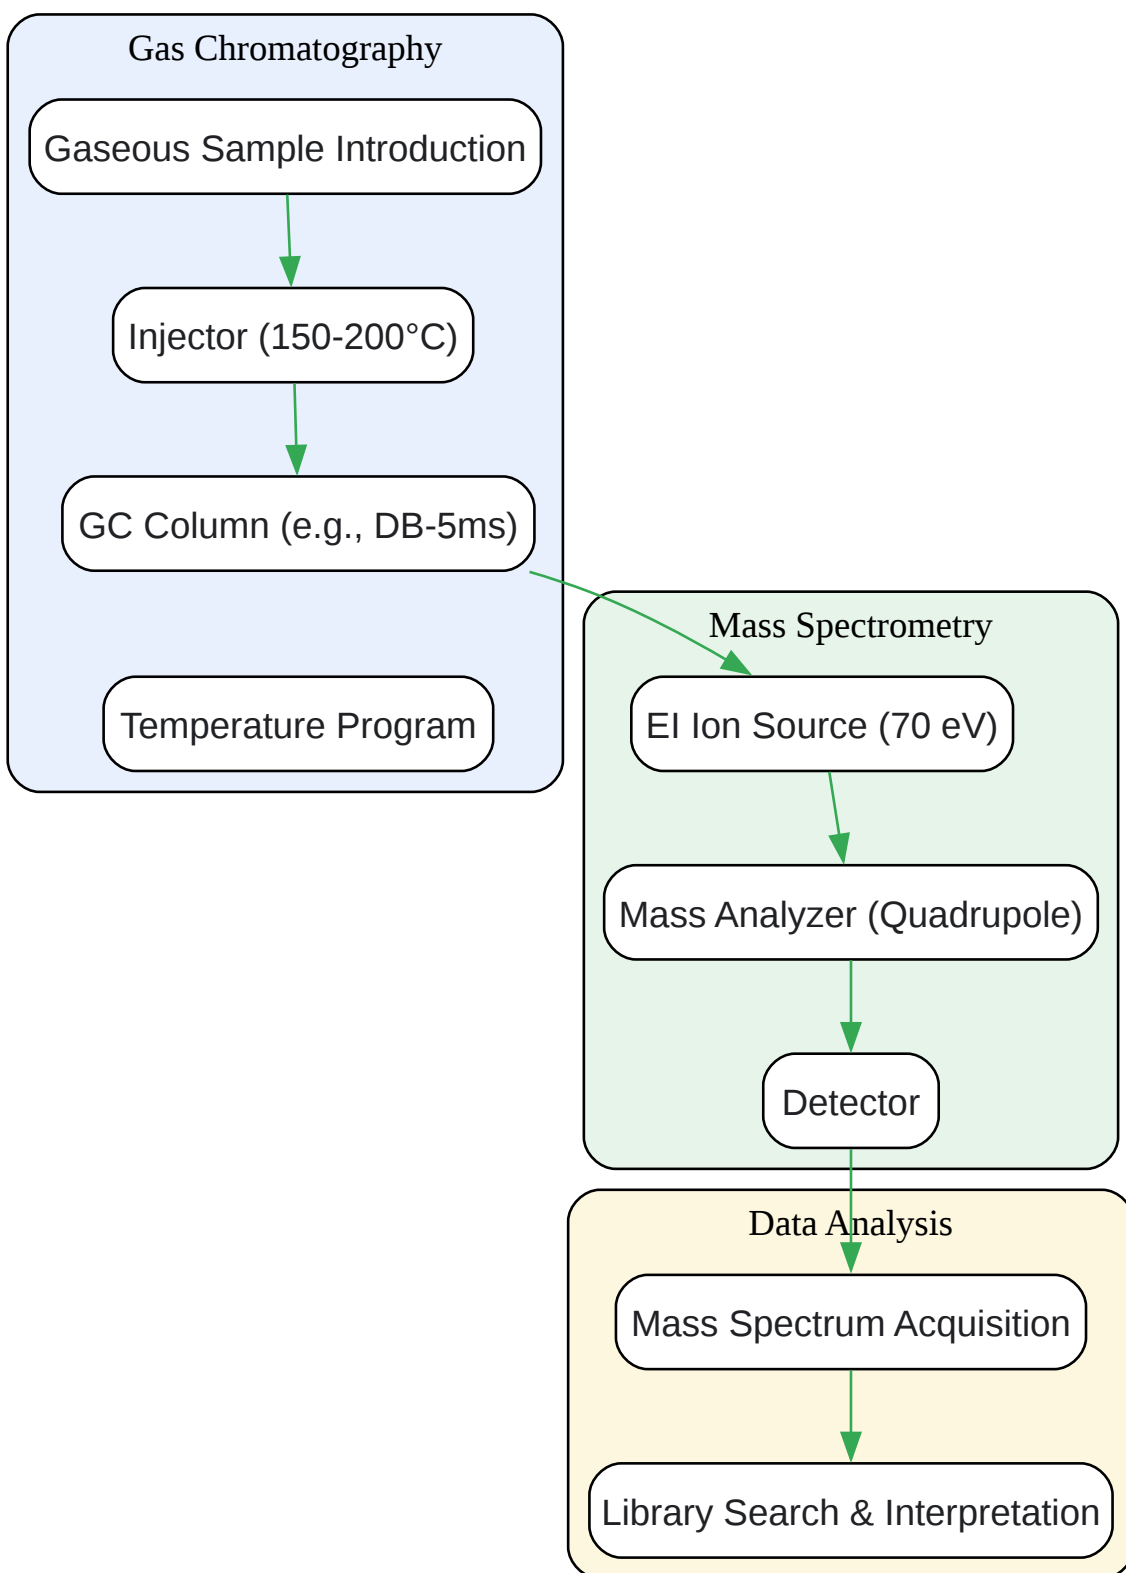 Gas Chromatography
Gaseous Sample Introduction
Injector (150-200°C)
GC Column (e.g., DB-5ms)
Temperature Program
Mass Spectrometry
EI Ion Source (70 eV)
Mass Analyzer (Quadrupole)
Detector
Data Analysis
Mass Spectrum Acquisition
Library Search & Interpretation